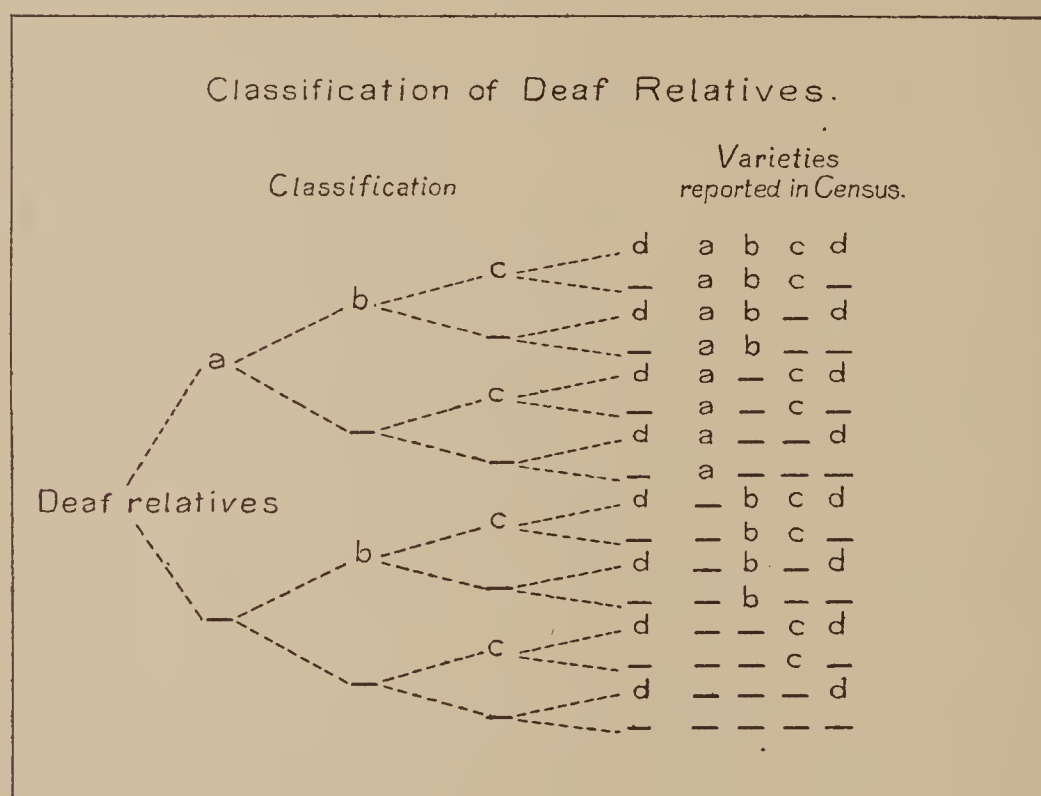 Classification of Deaf Relatives.
Classification
Varieties
reported in Census.
d a b c d
c
— a b c —
b
d a b — d
—
— a b — —
a
d a — c d
c
— a — c —
—
d a — — d
—
— a — — —
Deaf relatives
d — b c d
c
— — b c —
b
d — b — d
—
— — b — —
—
d — — c d
c
— — — c —
—
d — — — d
—
— — — — —